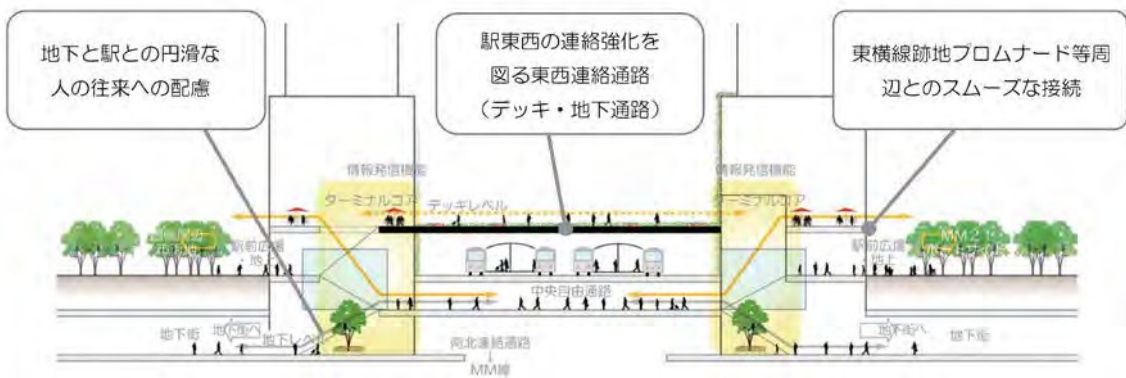 地下と駅との円滑な
人の往来への配慮
駅東西の連絡強化を
図る東西連絡通路
（デッキ・地下通路）
東横線跡地プロムナード等周
辺とのスムーズな接続
情報発信機能
情報発信機能
ターミナルコア
デッキレベル
ターミナルコア
駅前広場
・地上
駅前広場
・地上
中央自由通路
地下街
地下街へ
地下レベル
南北連絡通路
MM線
地下街へ
地下街